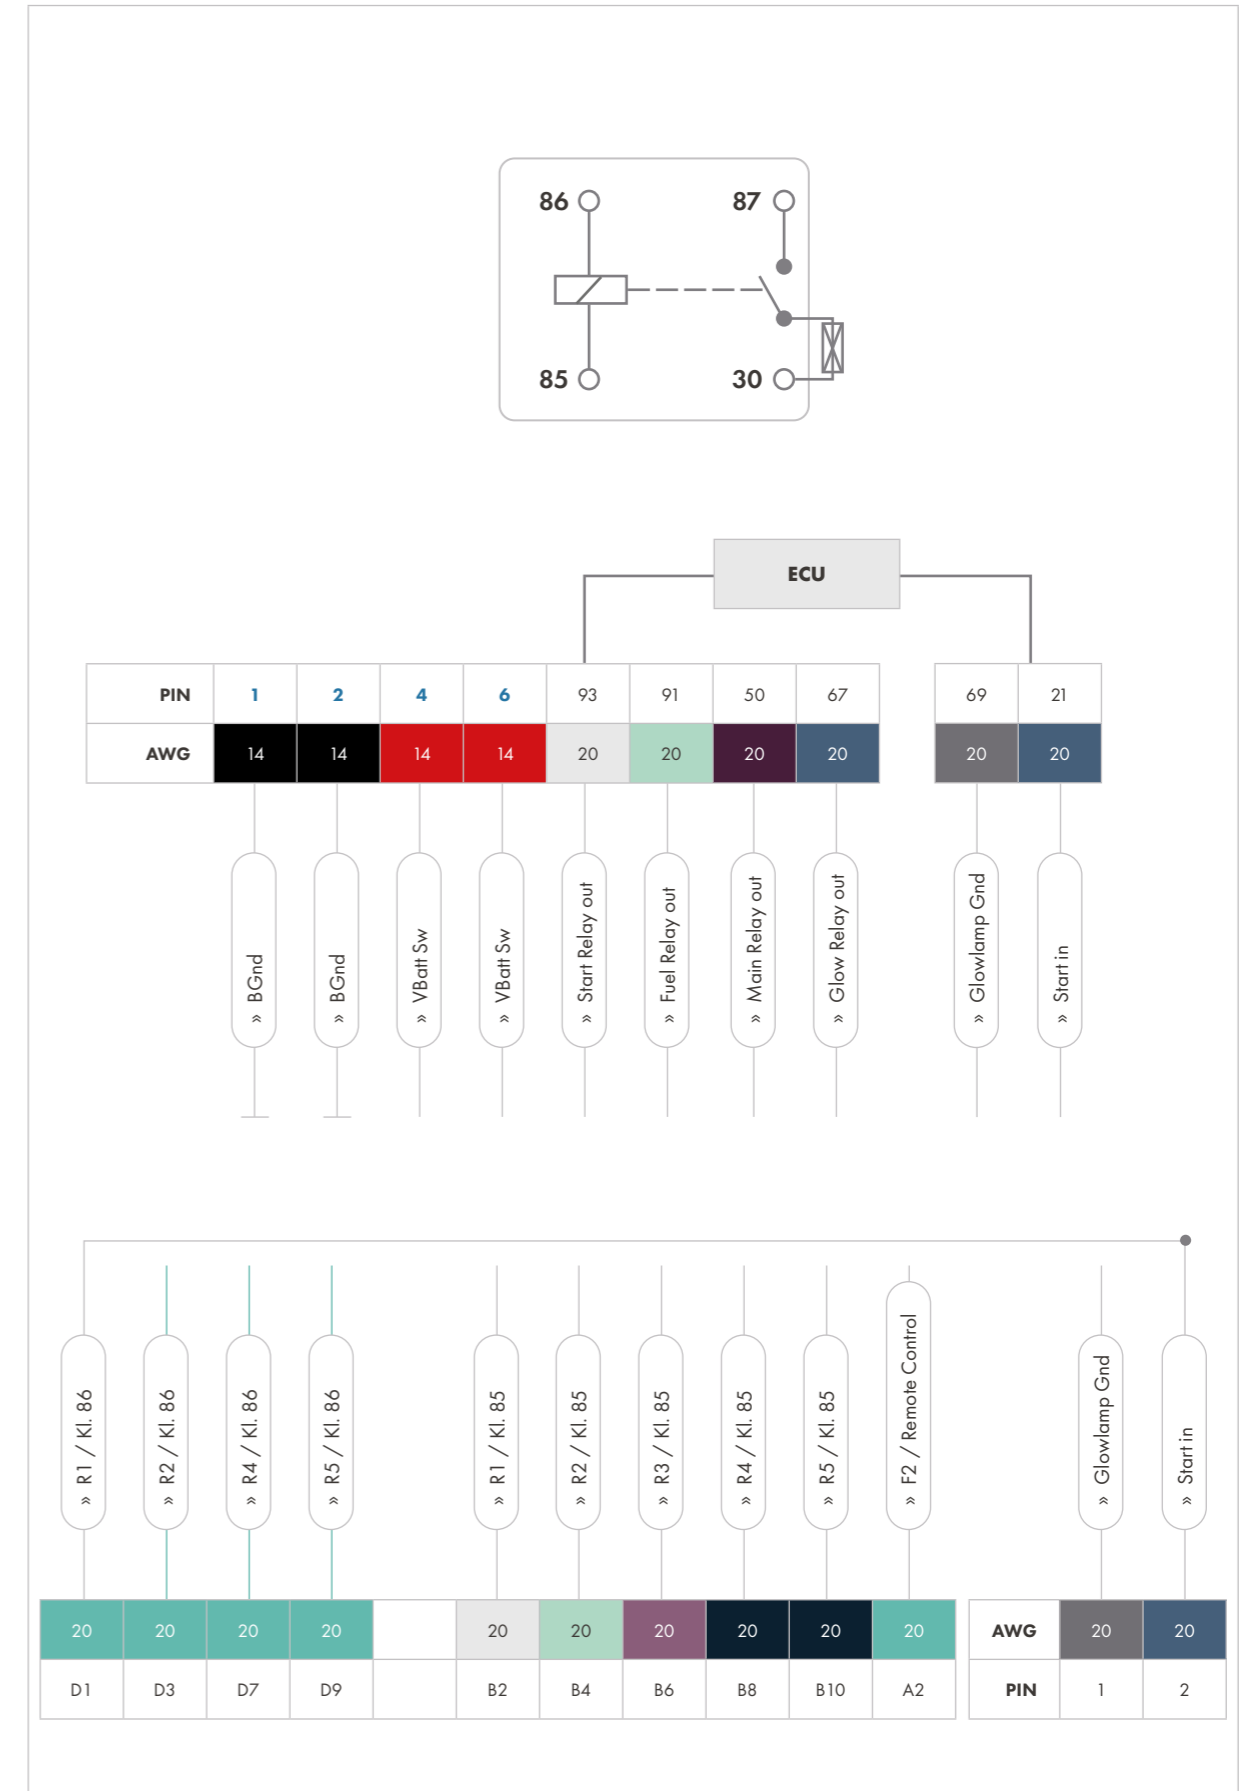 86 87
85 30
ECU
PIN 1 2 4 6 93 91 50 67 69 21
AWG 14 14 14 14 20 20 20 20 20 20
» BGnd
» BGnd
» VBatt Sw
» VBatt Sw
» Start Relay out
» Fuel Relay out
» Main Relay out
» Glow Relay out
» Glowlamp Gnd
» Start in
» R1 / Kl. 86
» R2 / Kl. 86
» R4 / Kl. 86
» R5 / Kl. 86
» R1 / Kl. 85
» R2 / Kl. 85
» R3 / Kl. 85
» R4 / Kl. 85
» R5 / Kl. 85
» F2 / Remote Control
» Glowlamp Gnd
» Start in
20 20 20 20 20 20 20 20 20 20 AWG 20 20
D1 D3 D7 D9 B2 B4 B6 B8 B10 A2 PIN 1 2